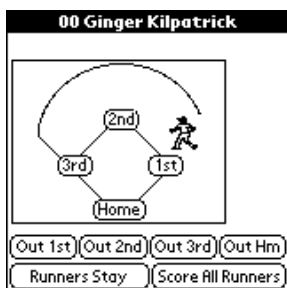 00 Ginger Kilpatrick
2nd
3rd 1st
Home
Out 1st Out 2nd Out 3rd Out Hm
Runners Stay Score All Runners